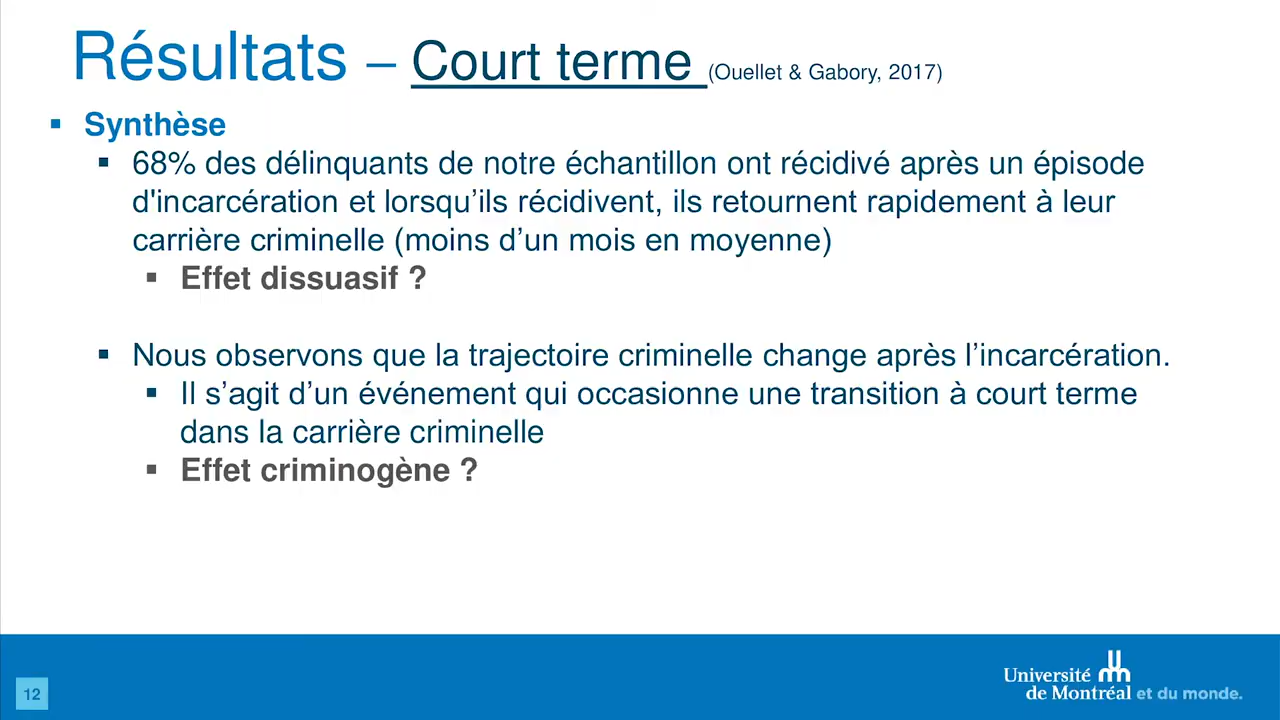 Résultats – Court terme (Ouellet & Gabory, 2017)
▪ Synthèse
▪ 68% des délinquants de notre échantillon ont récidivé après un épisode
d'incarcération et lorsqu’ils récidivent, ils retournent rapidement à leur
carrière criminelle (moins d’un mois en moyenne)
▪ Effet dissuasif ?
▪ Nous observons que la trajectoire criminelle change après l’incarcération.
▪ Il s’agit d’un événement qui occasionne une transition à court terme
dans la carrière criminelle
▪ Effet criminogène ?
12
Université
de Montréal et du monde.